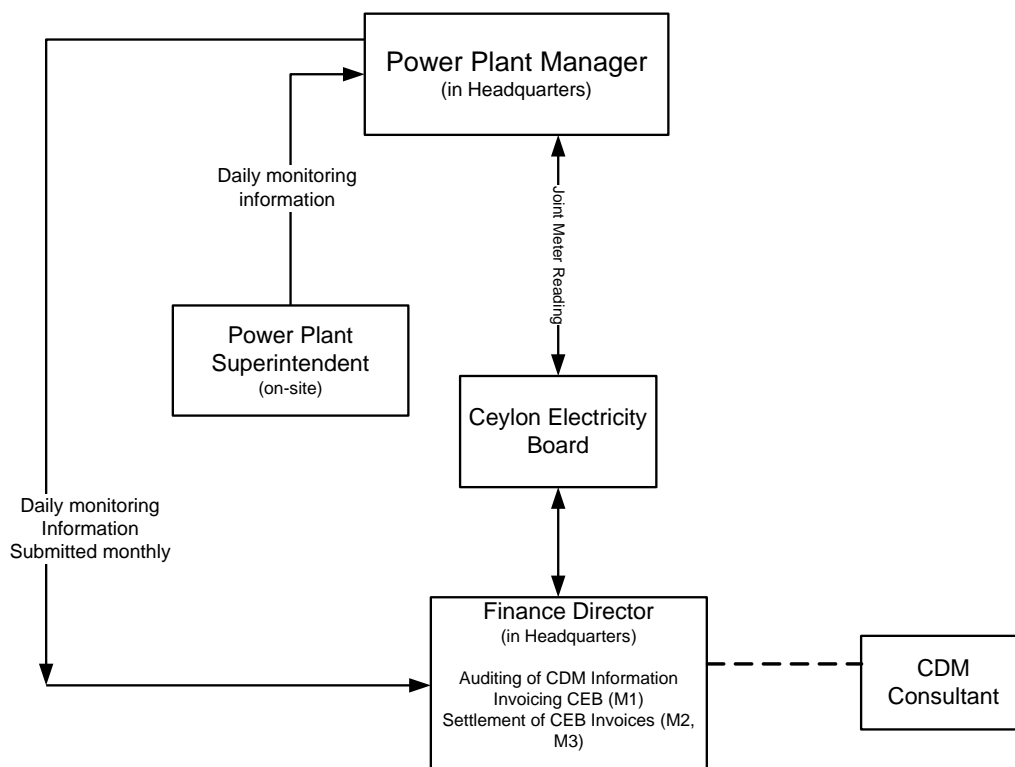 Power Plant Manager
(in Headquarters)
Daily monitoring
information
Joint Meter Reading
Power Plant
Superintendent
(on-site)
Ceylon Electricity
Board
Daily monitoring
Information
Submitted monthly
Finance Director
(in Headquarters)
Auditing of CDM Information
Invoicing CEB (M1)
Settlement of CEB Invoices (M2,
M3)
CDM
Consultant